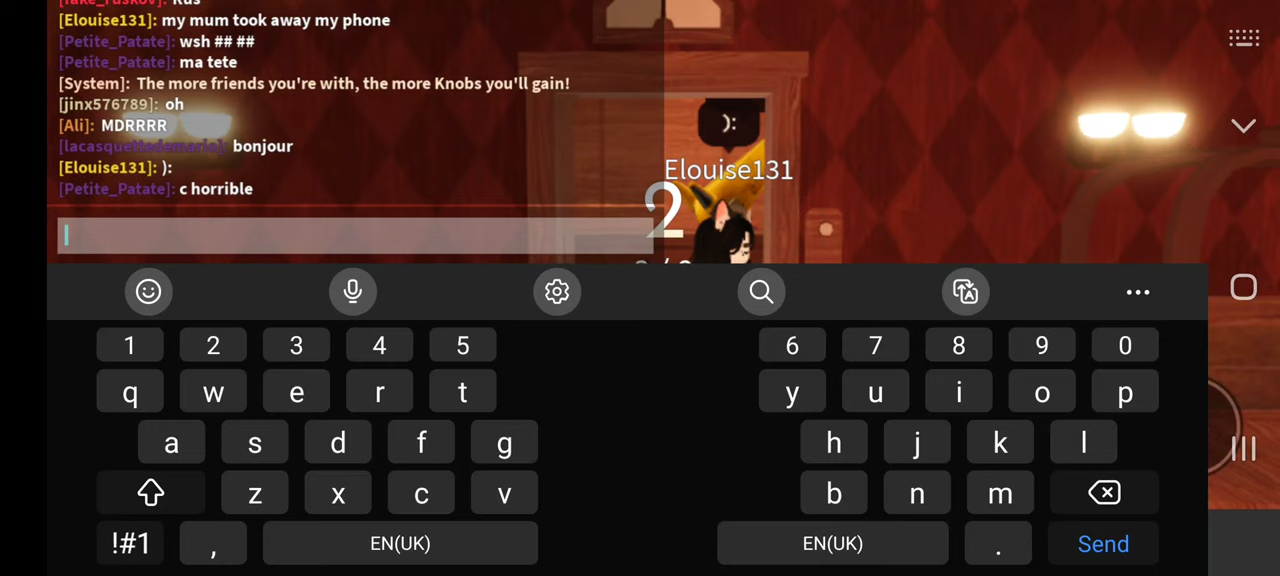 [Elouise131]: my mum took away my phone
[Petite_Patate]: wsh ## ##
[Petite_Patate]: ma tete
[System]: The more friends you're with, the more Knobs you'll gain!
[jinx576789]: oh
[Ali]: MDRRRR
[lacasquettedemario]: bonjour
[Elouise131]: ):
[Petite_Patate]: c horrible
):
Elouise131
2
1 2 3 4 5 6 7 8 9 0
q w e r t y u i o p
a s d f g h j k l
z x c v b n m
!#1 , EN(UK) EN(UK) . Send